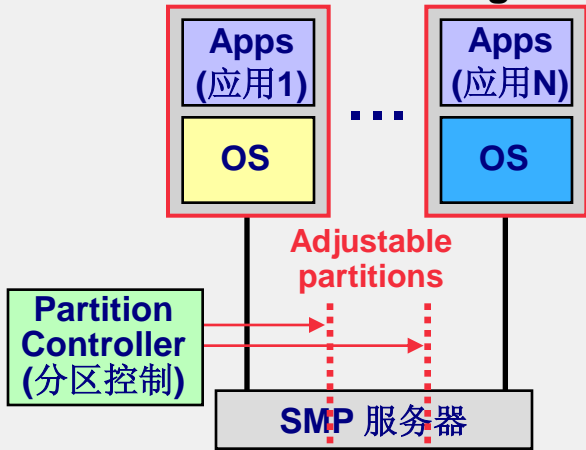 Apps
(应用1)
OS
...
Apps
(应用N)
OS
Adjustable
partitions
Partition
Controller
(分区控制)
SMP 服务器